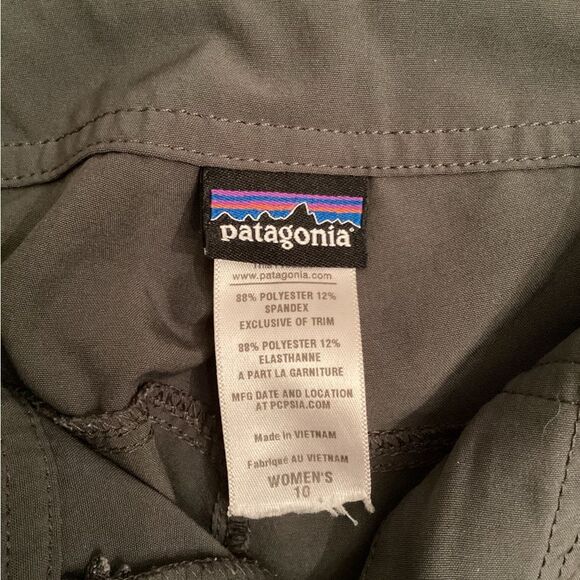 patagonia
www.patagonia.com
88% POLYESTER 12%
SPANDEX
EXCLUSIVE OF TRIM
88% POLYESTER 12%
ELASTHANNE
A PART LA GARNITURE
MFG DATE AND LOCATION
AT PCPSIA.COM
Made in VIETNAM
Fabriqué AU VIETNAM
WOMEN'S
10